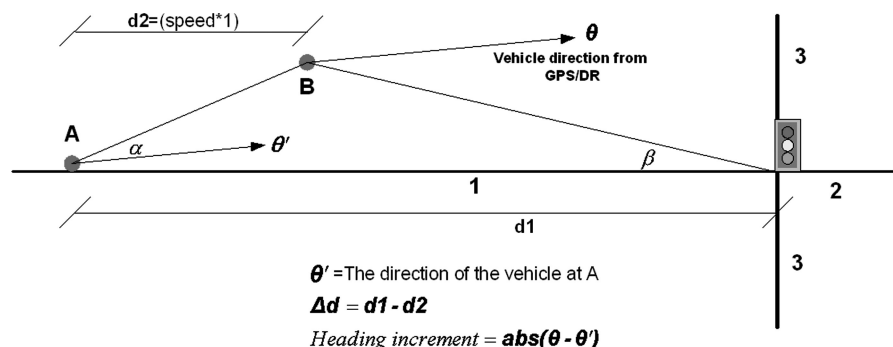 d2=(speed*1)
θ
Vehicle direction from
GPS/DR
3
B
A
α
θ'
β
1
2
d1
3
θ' =The direction of the vehicle at A
Δd = d1 - d2
Heading increment = abs(θ - θ')